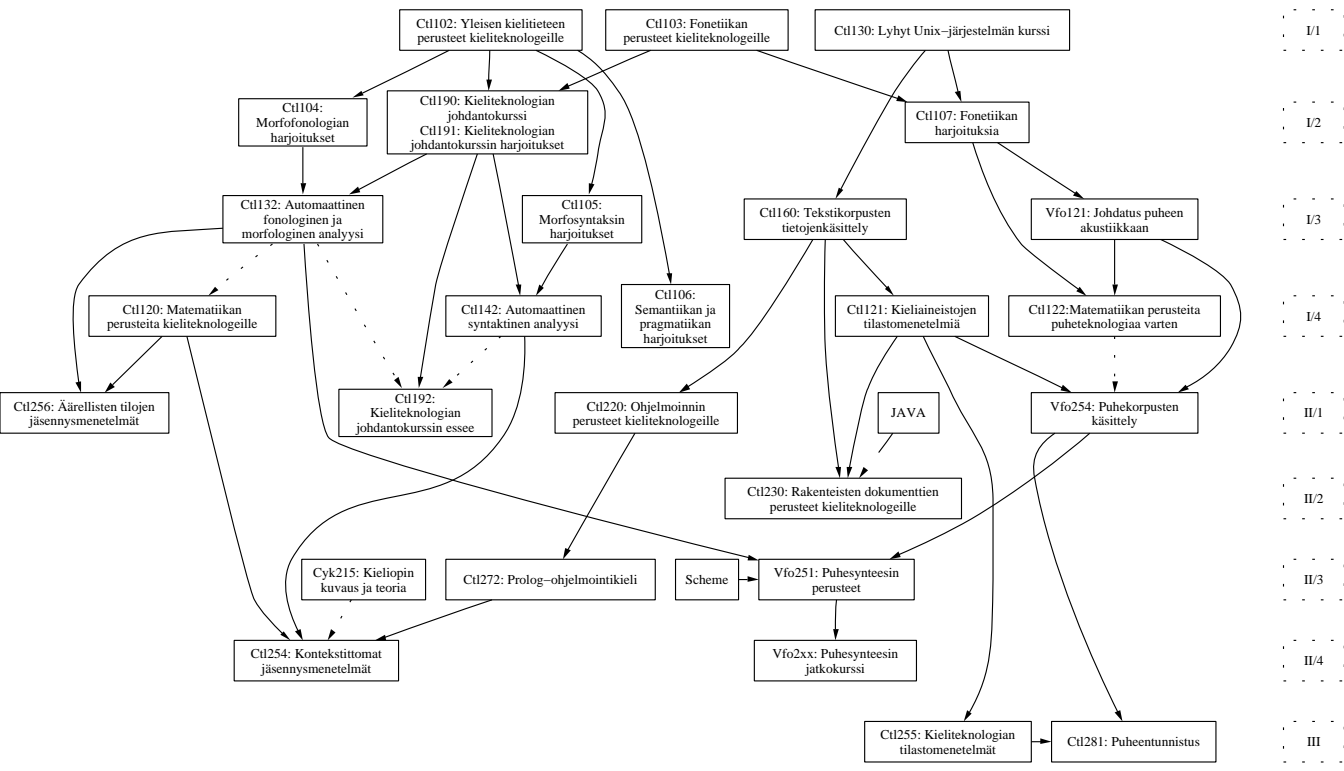 Ctl102: Yleisen kielitieteen
perusteet kieliteknologeille
Ctl103: Fonetiikan
perusteet kieliteknologeille
Ctl130: Lyhyt Unix−järjestelmän kurssi
I/1
Ctl104:
Morfofonologian
harjoitukset
Ctl190: Kieliteknologian
johdantokurssi
Ctl191: Kieliteknologian
johdantokurssin harjoitukset
Ctl107: Fonetiikan
harjoituksia
I/2
Ctl132: Automaattinen
fonologinen ja
morfologinen analyysi
Ctl105:
Morfosyntaksin
harjoitukset
Ctl160: Tekstikorpusten
tietojenkäsittely
Vfo121: Johdatus puheen
akustiikkaan
I/3
Ctl120: Matematiikan
perusteita kieliteknologeille
Ctl142: Automaattinen
syntaktinen analyysi
Ctl106:
Semantiikan ja
pragmatiikan
harjoitukset
Ctl121: Kieliaineistojen
tilastomenetelmiä
Ctl122:Matematiikan perusteita
puheteknologiaa varten
I/4
Ctl256: Äärellisten tilojen
jäsennysmenetelmät
Ctl192:
Kieliteknologian
johdantokurssin essee
Ctl220: Ohjelmoinnin
perusteet kieliteknologeille
JAVA
Vfo254: Puhekorpusten
käsittely
II/1
Ctl230: Rakenteisten dokumenttien
perusteet kieliteknologeille
II/2
Cyk215: Kieliopin
kuvaus ja teoria
Ctl272: Prolog−ohjelmointikieli
Scheme
Vfo251: Puhesynteesin
perusteet
II/3
Ctl254: Kontekstittomat
jäsennysmenetelmät
Vfo2xx: Puhesynteesin
jatkokurssi
II/4
Ctl255: Kieliteknologian
tilastomenetelmät
Ctl281: Puheentunnistus
III